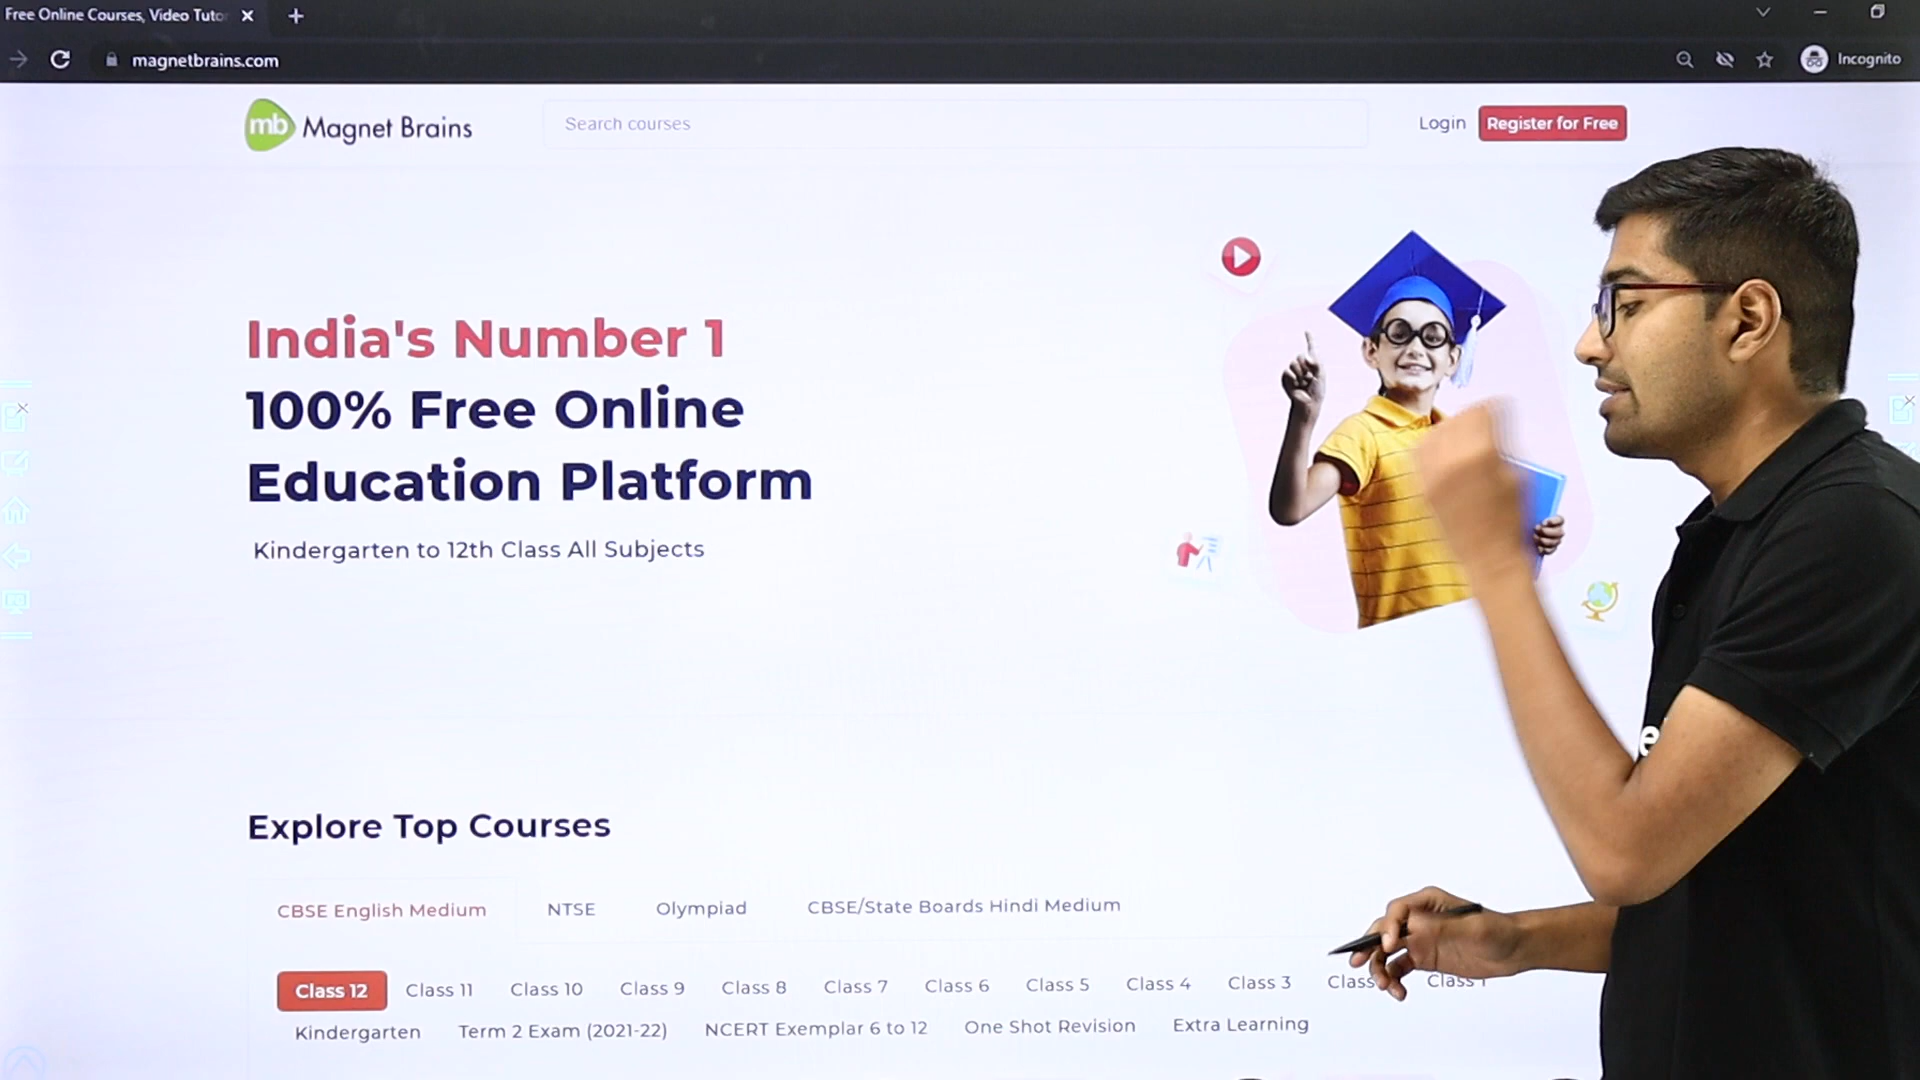 Free Online Courses, Video Tuto
magnetbrains.com
Incognito
mb Magnet Brains
Search courses
Login
Register for Free
India's Number 1
100% Free Online
Education Platform
Kindergarten to 12th Class All Subjects
Explore Top Courses
CBSE English Medium NTSE Olympiad CBSE/State Boards Hindi Medium
Class 12 Class 11 Class 10 Class 9 Class 8 Class 7 Class 6 Class 5 Class 4 Class 3 Class Class 1
Kindergarten Term 2 Exam (2021-22) NCERT Exemplar 6 to 12 One Shot Revision Extra Learning